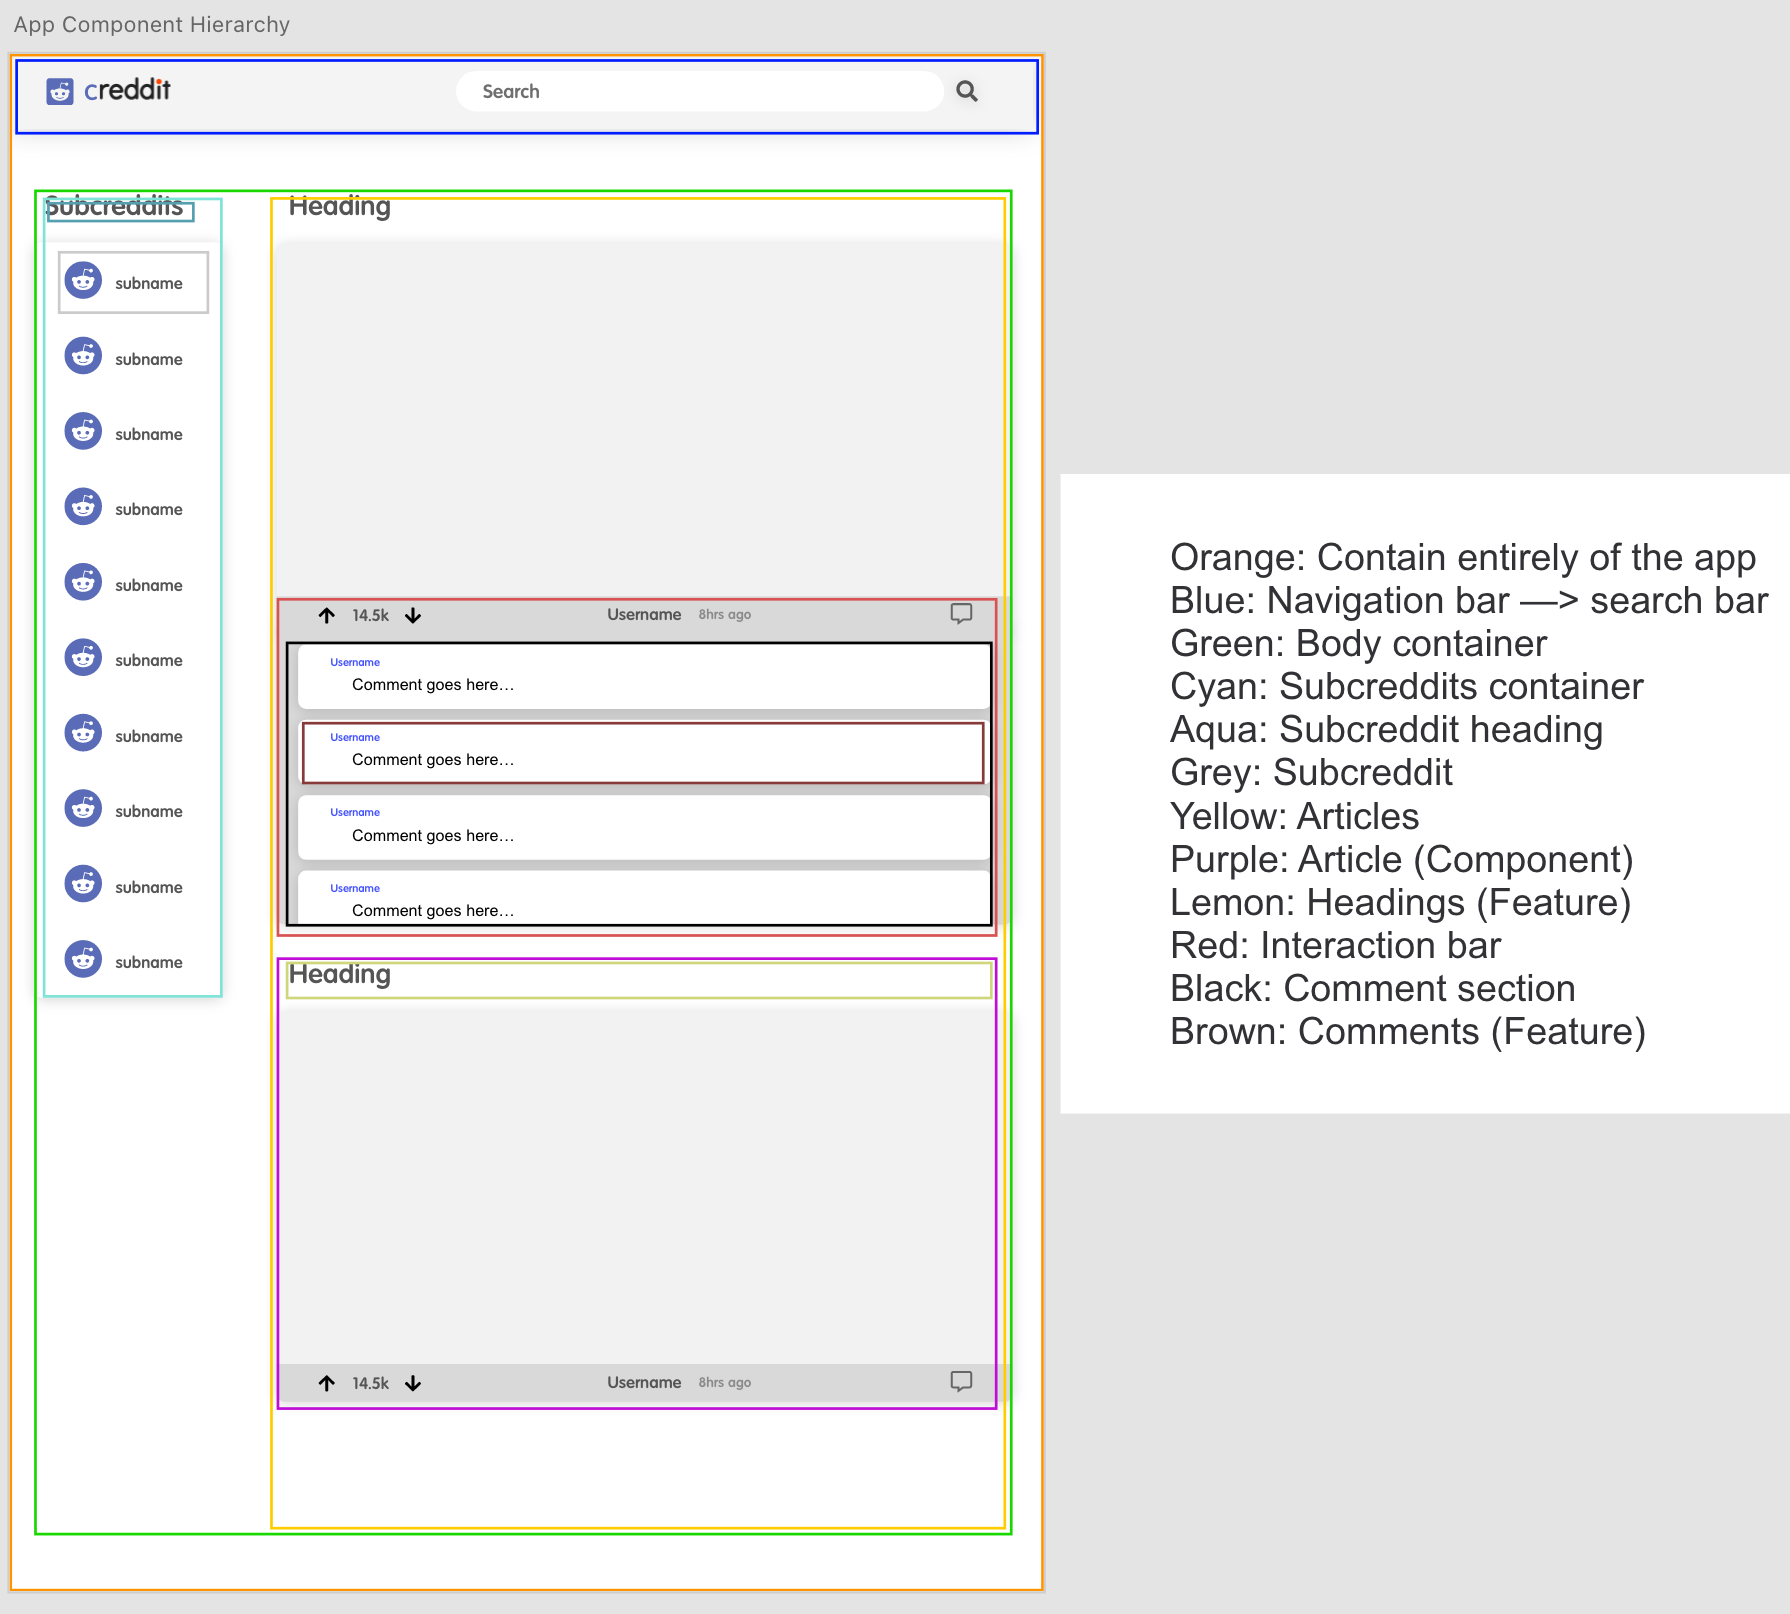 App Component Hierarchy
creddit
Search
Subcreddits
subname
subname
subname
subname
subname
subname
subname
subname
subname
subname
Heading
14.5k
Username 8hrs ago
Username
Comment goes here...
Username
Comment goes here...
Username
Comment goes here...
Username
Comment goes here...
Heading
14.5k
Username 8hrs ago
Orange: Contain entirely of the app
Blue: Navigation bar —> search bar
Green: Body container
Cyan: Subcreddits container
Aqua: Subcreddit heading
Grey: Subcreddit
Yellow: Articles
Purple: Article (Component)
Lemon: Headings (Feature)
Red: Interaction bar
Black: Comment section
Brown: Comments (Feature)